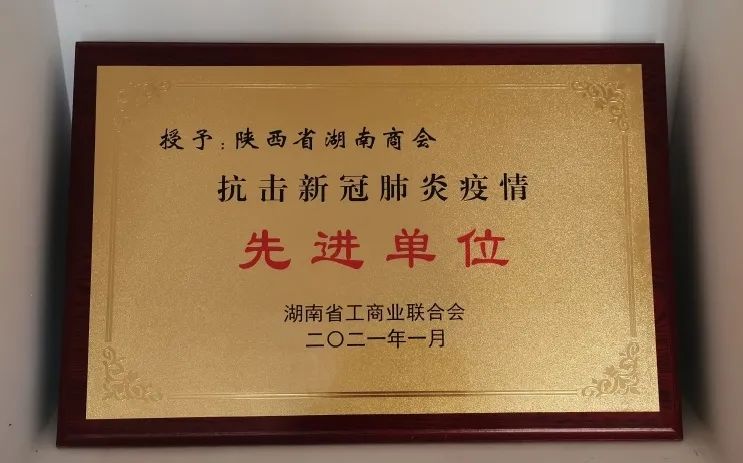 授予：陕西省湖南商会
抗击新冠肺炎疫情
先进单位
湖南省工商业联合会
二〇二一年一月